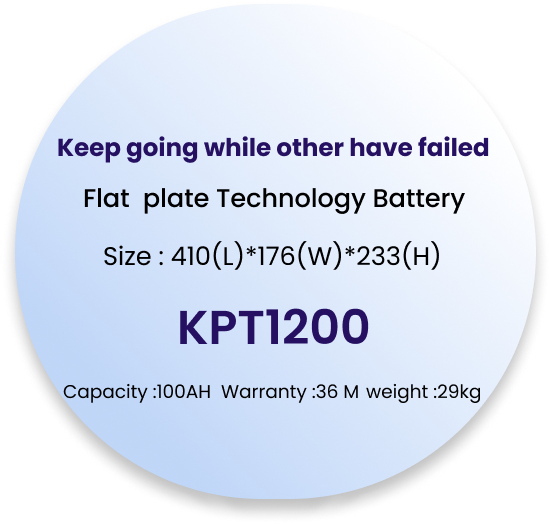 Keep going while other have failed
Flat plate Technology Battery
Size : 410(L)*176(W)*233(H)
KPT1200
Capacity :100AH Warranty :36 M weight :29kg